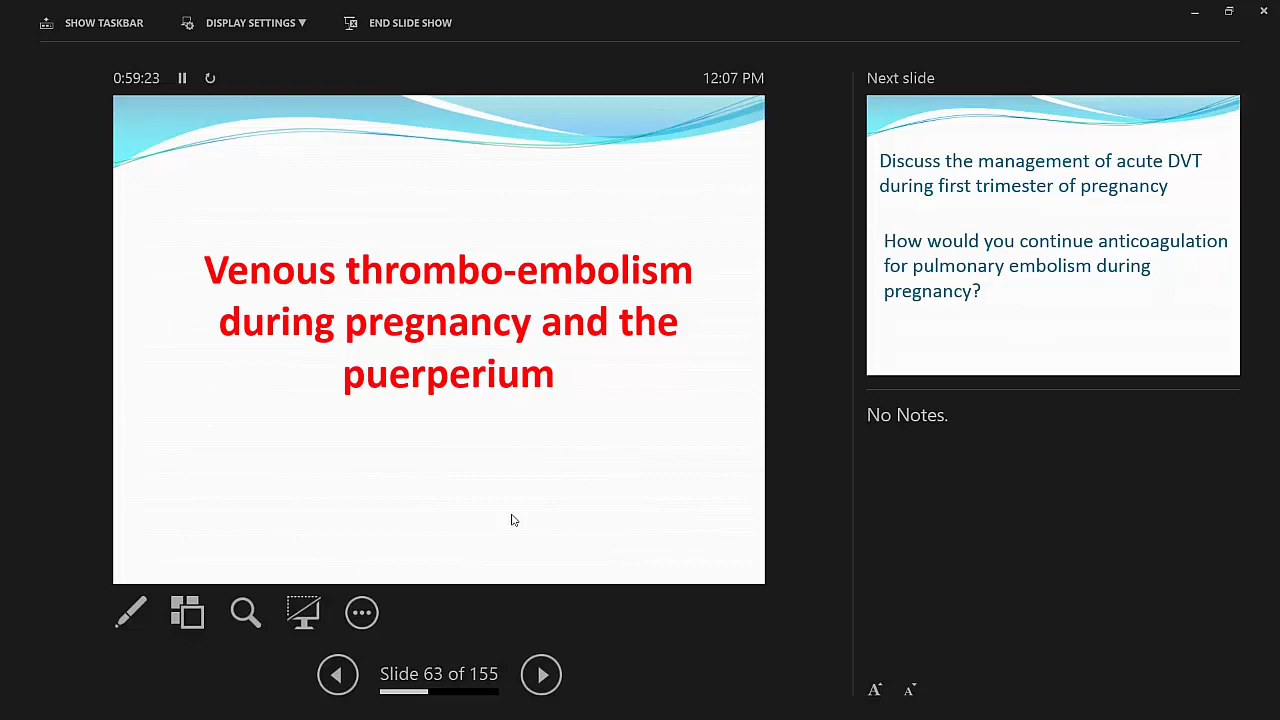 SHOW TASKBAR
DISPLAY SETTINGS ▼
END SLIDE SHOW
0:59:23
12:07 PM
Venous thrombo-embolism
during pregnancy and the
puerperium
Slide 63 of 155
Next slide
Discuss the management of acute DVT
during first trimester of pregnancy
How would you continue anticoagulation
for pulmonary embolism during
pregnancy?
No Notes.
A
A